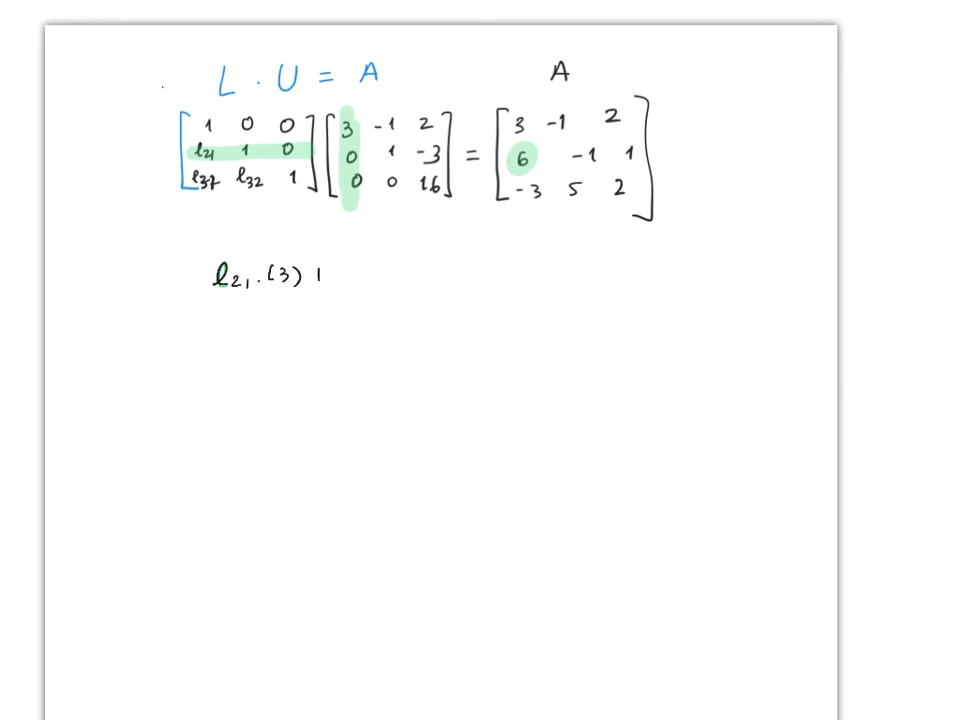 L . U = A A
1 0 0 3 -1 2 3 -1 2
l21 1 0 0 1 -3 = 6 -1 1
l31 l32 1 0 0 16 -3 5 2
l21 . (3) 1